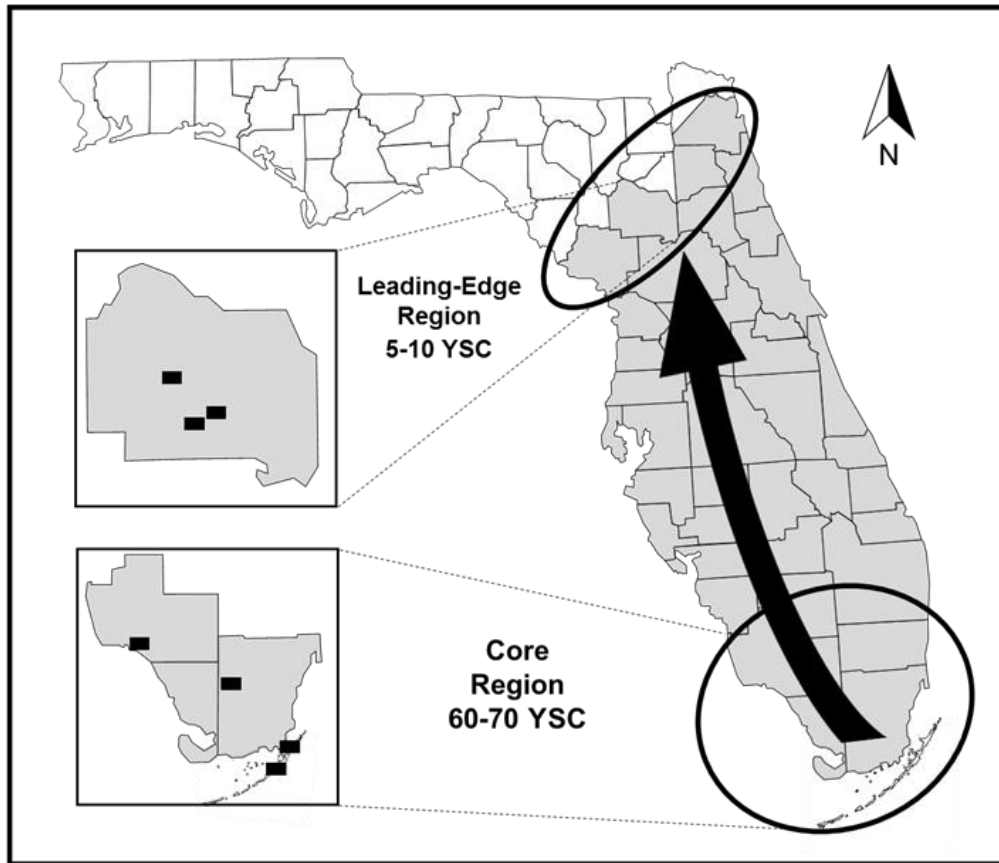 N
Leading-Edge
Region
5-10 YSC
Core
Region
60-70 YSC